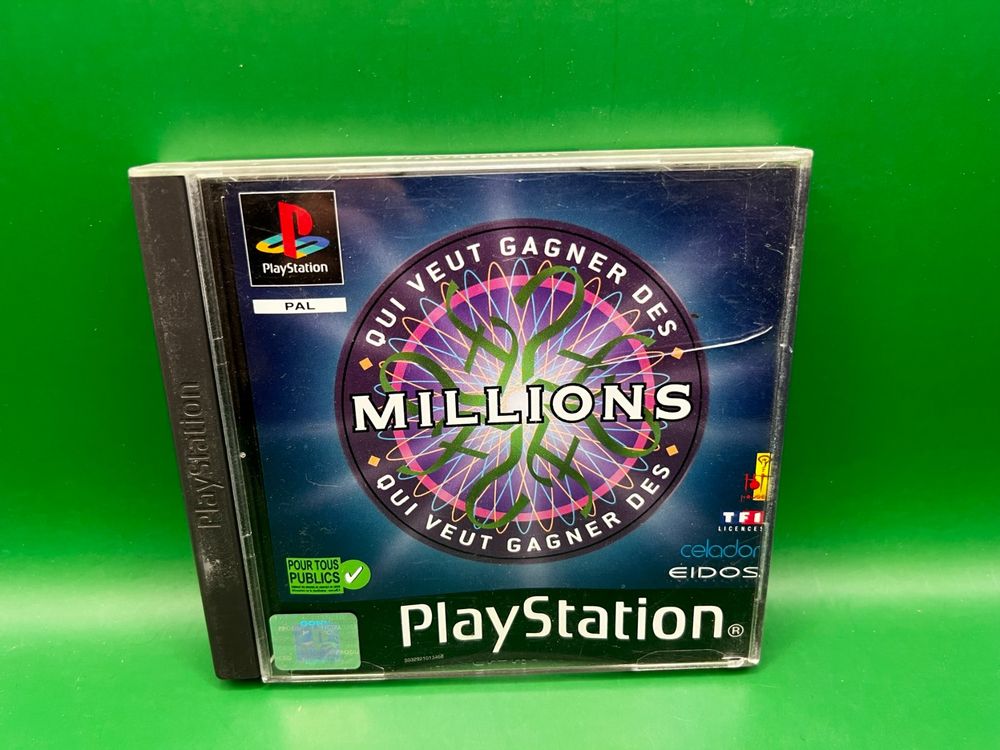 PlayStation
PlayStation
PAL
QUI VEUT GAGNER DES
MILLIONS
QUI VEUT GAGNER DES
TF1
LICENCES
celador
EIDOS
POUR TOUS
PUBLICS
PlayStation®